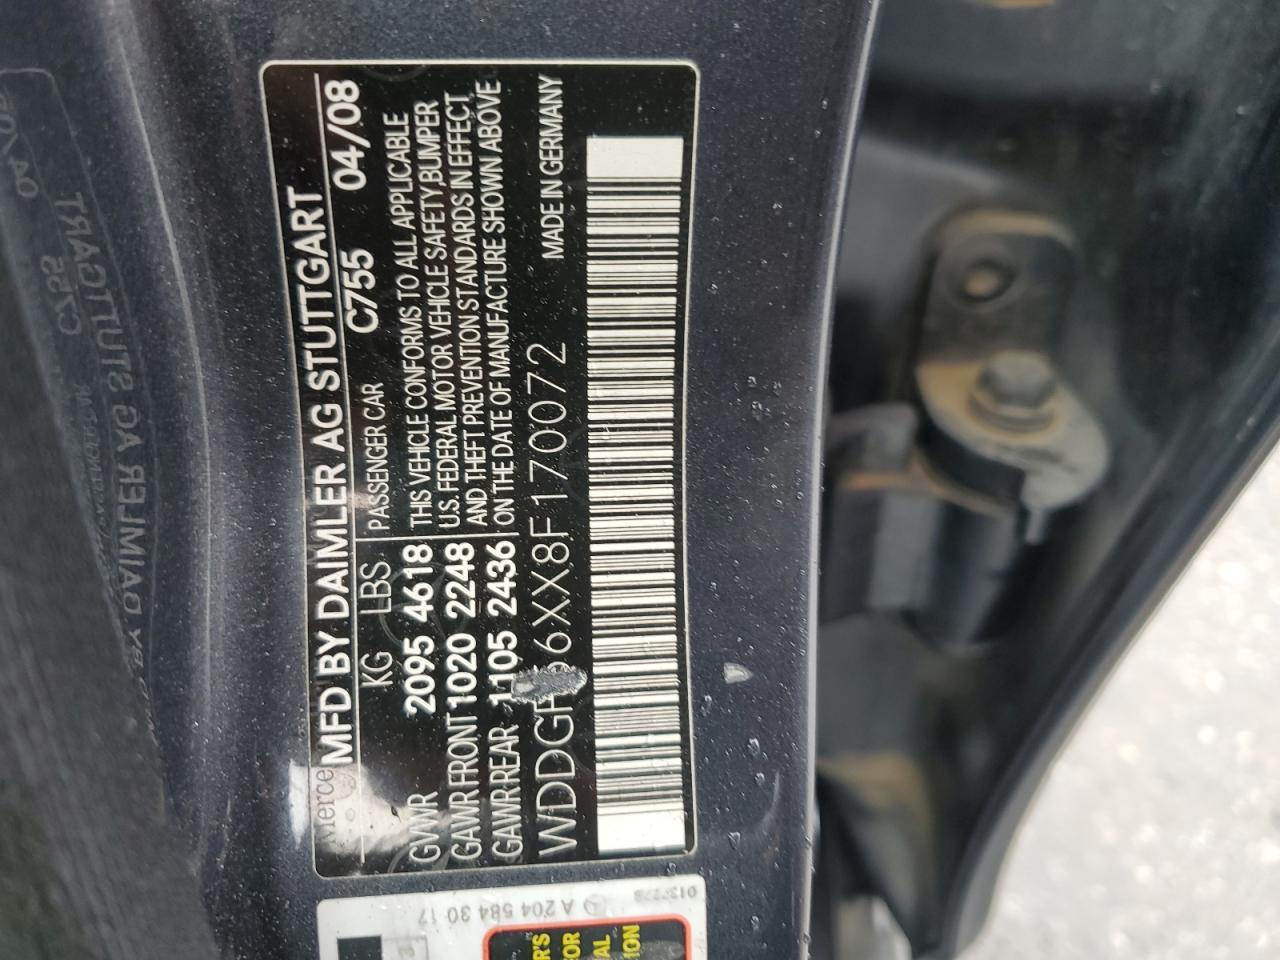 Merce
MFD BY DAIMLER AG STUTTGART
KG LBS PASSENGER CAR C755 04/08
GVWR 2095 4618 THIS VEHICLE CONFORMS TO ALL APPLICABLE
GAWR FRONT 1020 2248 U.S. FEDERAL MOTOR VEHICLE SAFETY, BUMPER
GAWR REAR 1105 2436 AND THEFT PREVENTION STANDARDS IN EFFECT
ON THE DATE OF MANUFACTURE SHOWN ABOVE
6XX8F170072 MADE IN GERMANY
A 204 584 30 17